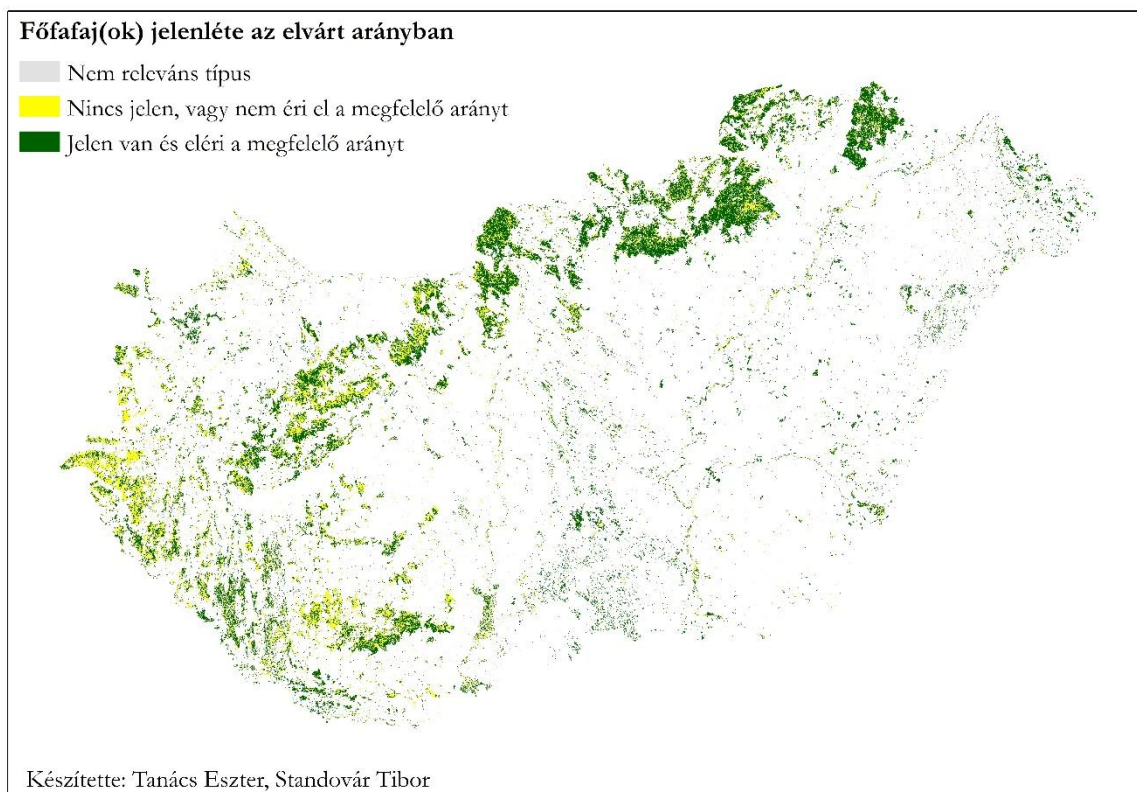 Főfafaj(ok) jelenléte az elvárt arányban
Nem releváns típus
Nincs jelen, vagy nem éri el a megfelelő arányt
Jelen van és eléri a megfelelő arányt
Készítette: Tanács Eszter, Standovár Tibor